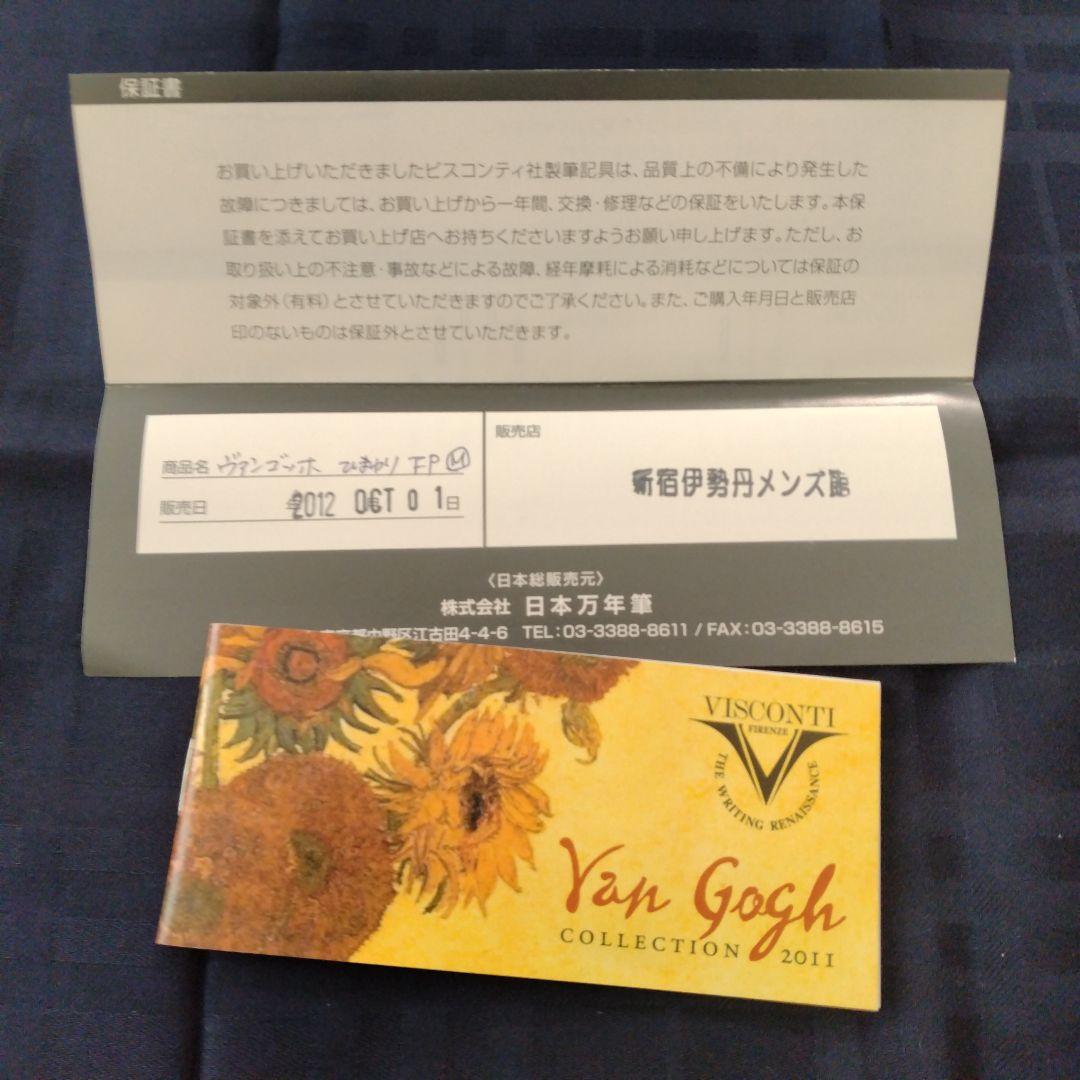 保証書
お買い上げいただきましたビスコンティ社製筆記具は、品質上の不備により発生した
故障につきましては、お買い上げから一年間、交換・修理などの保証をいたします。本保
証書を添えてお買い上げ店へお持ちくださいますようお願い申し上げます。ただし、お
取り扱い上の不注意・事故などによる故障、経年摩耗による消耗などについては保証の
対象外（有料）とさせていただきますのでご了承ください。また、ご購入年月日と販売店
印のないものは保証外とさせていただきます。
商品名 ヴァンゴッホ ひまわり FP M
販売日 2012 OCT 01日
販売店
新宿伊勢丹メンズ館
〈日本総販売元〉
株式会社 日本万年筆
京都中野区江古田4-4-6 TEL:03-3388-8611 / FAX:03-3388-8615
VISCONTI
FIRENZE
THE WRITING RENAISSANCE
Van Gogh
COLLECTION 2011